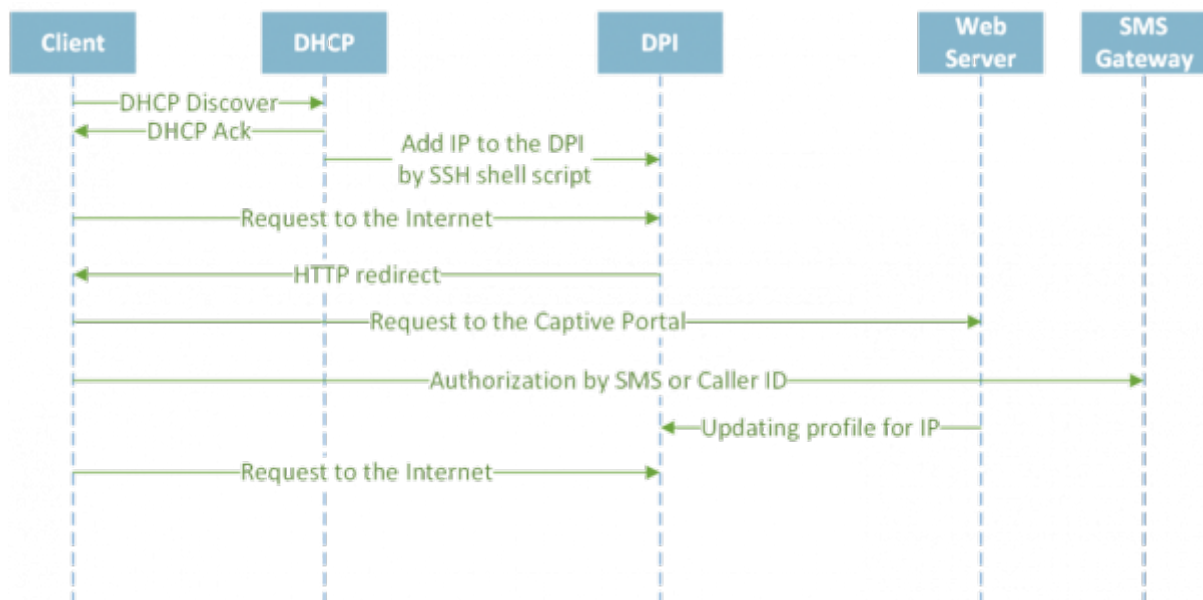 Client
DHCP
DPI
Web
Server
SMS
Gateway
DHCP Discover
DHCP Ack
Add IP to the DPI
by SSH shell script
Request to the Internet
HTTP redirect
Request to the Captive Portal
Authorization by SMS or Caller ID
Updating profile for IP
Request to the Internet